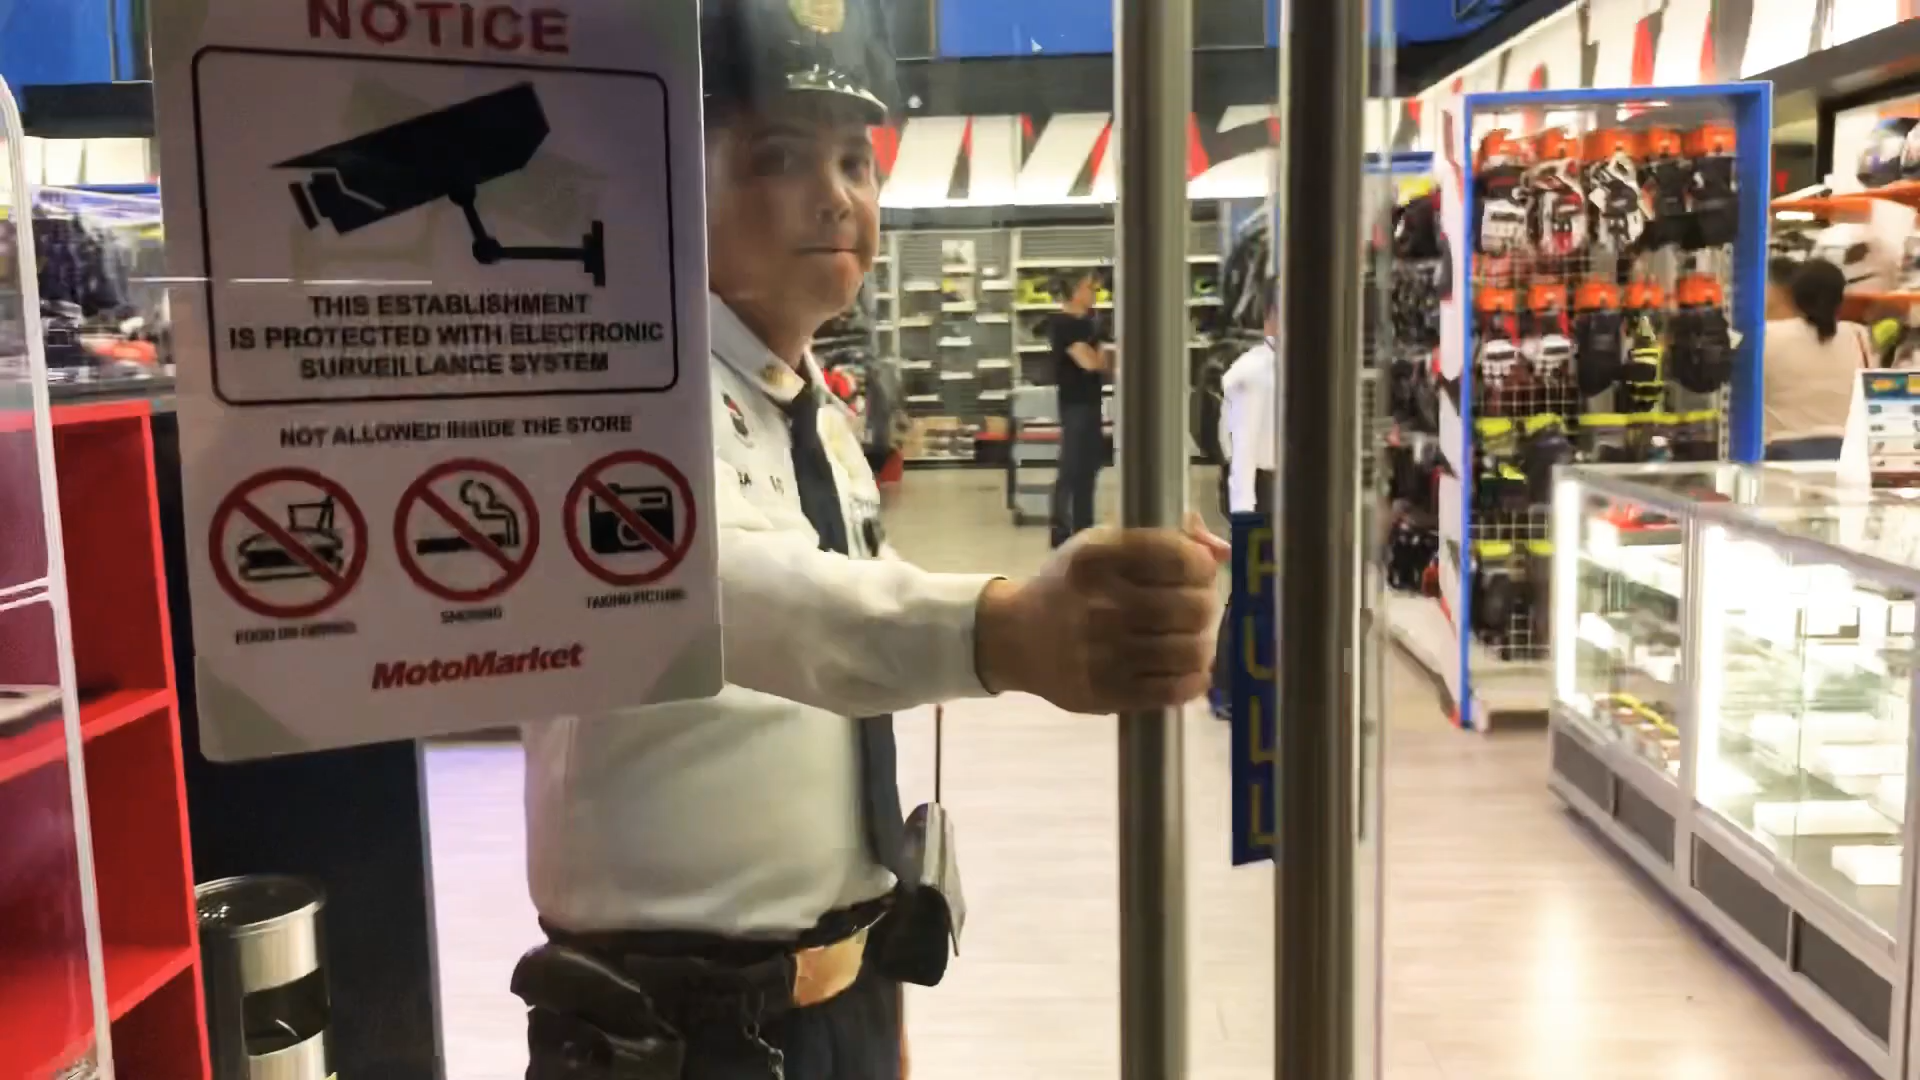 NOTICE
THIS ESTABLISHMENT
IS PROTECTED WITH ELECTRONIC
SURVEILLANCE SYSTEM
NOT ALLOWED INSIDE THE STORE
FOOD OR DRINKS
SMOKING
TAKING PICTURE
MotoMarket
PULL